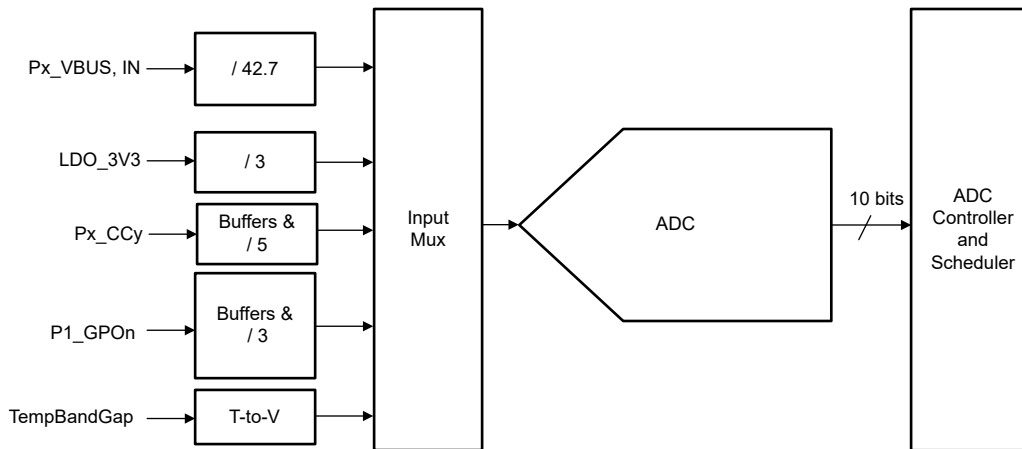 Px_VBUS, IN
/ 42.7
LDO_3V3
/ 3
Px_CCy
Buffers &
/ 5
P1_GPOn
Buffers &
/ 3
TempBandGap
T-to-V
Input
Mux
ADC
10 bits
ADC
Controller
and
Scheduler